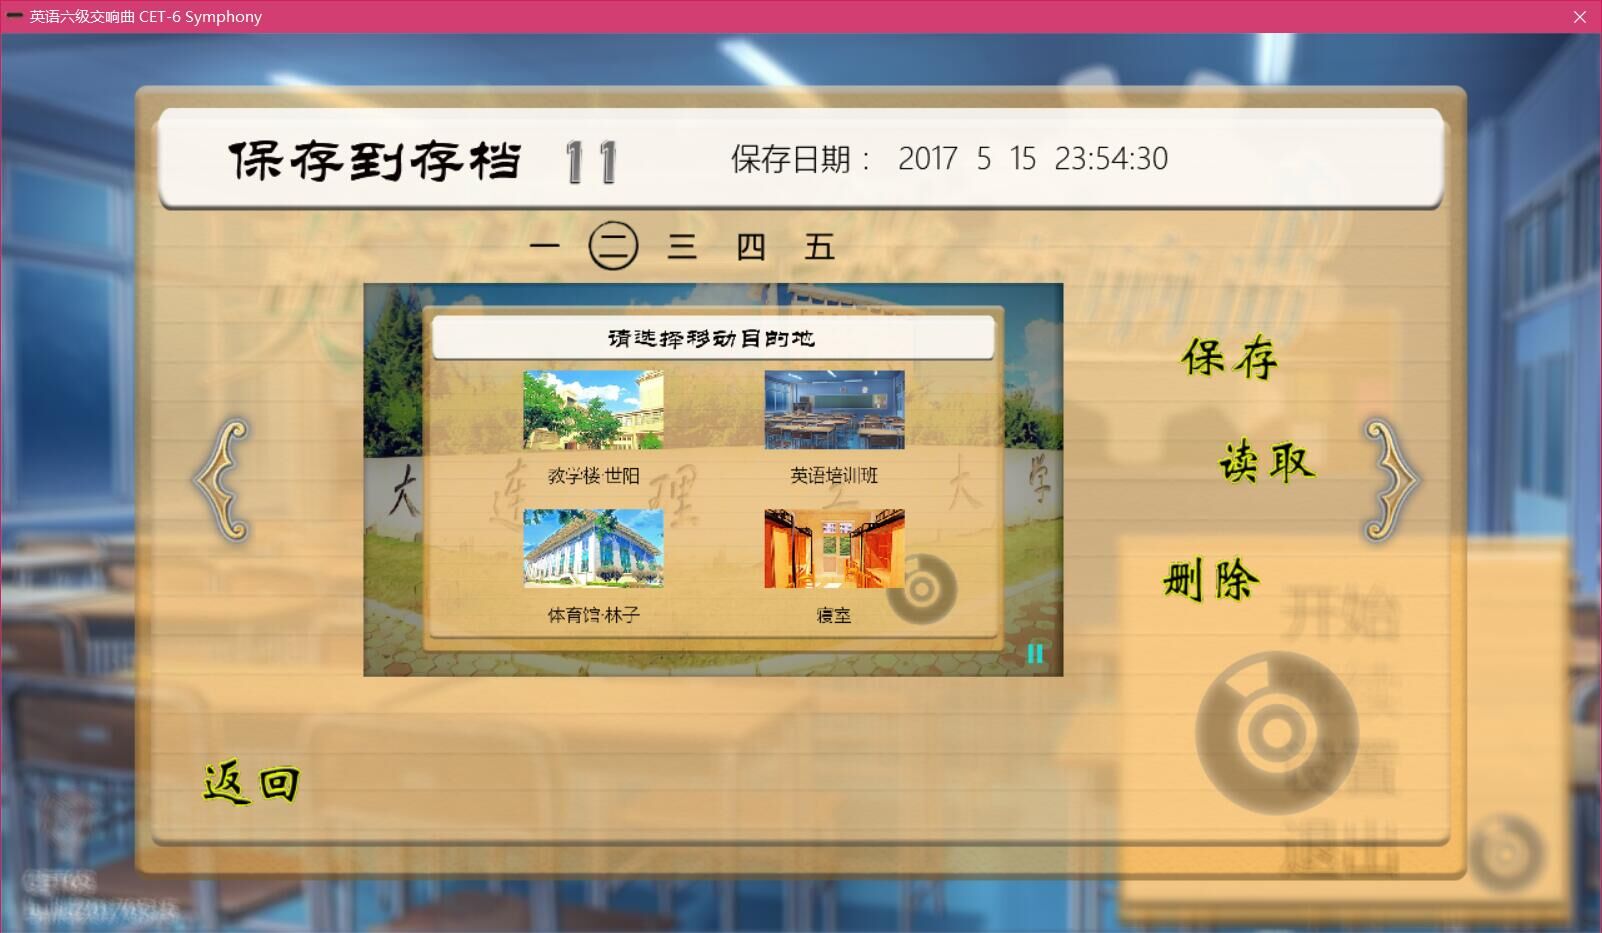 英语六级交响曲 CET-6 Symphony
保存到存档 11 保存日期： 2017 5 15 23:54:30
一 二 三 四 五
请选择移动目的地
教学楼·世阳 英语培训班
大连理工大学
体育馆·林子 寝室
保存
读取
删除
开始
设置
退出
返回